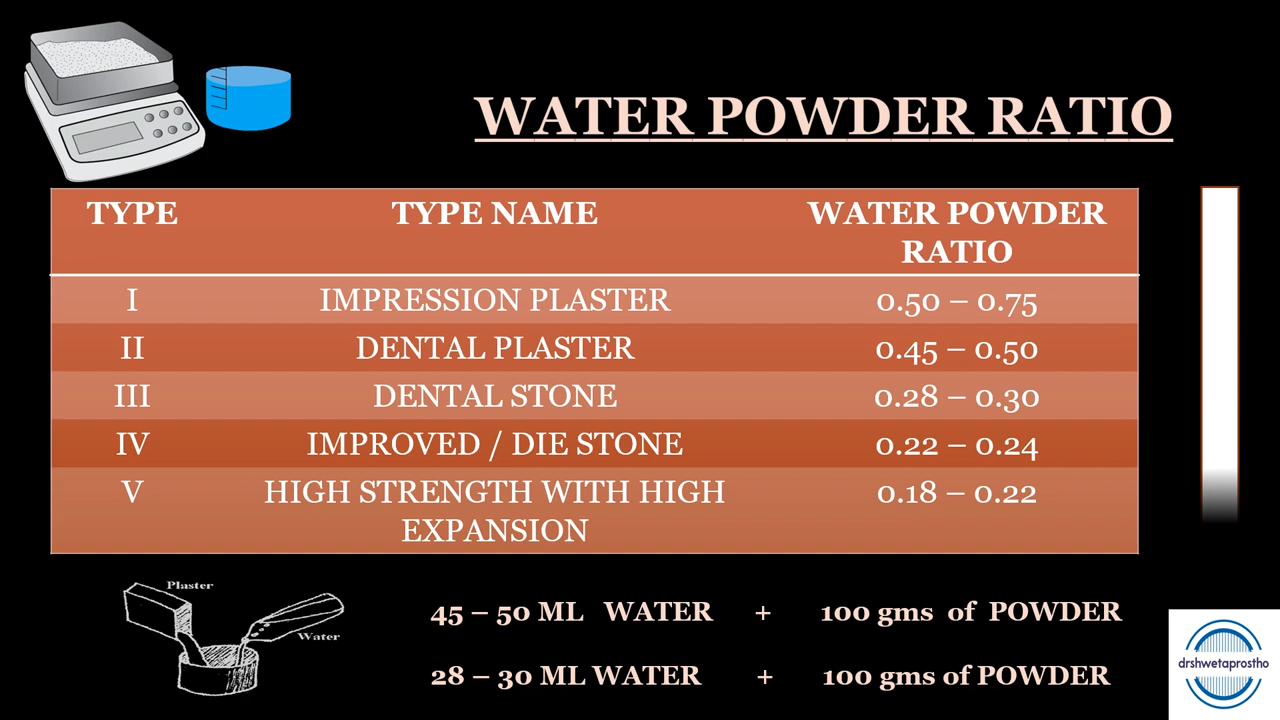 WATER POWDER RATIO
TYPE TYPE NAME WATER POWDER
RATIO
I IMPRESSION PLASTER 0.50 – 0.75
II DENTAL PLASTER 0.45 – 0.50
III DENTAL STONE 0.28 – 0.30
IV IMPROVED / DIE STONE 0.22 – 0.24
V HIGH STRENGTH WITH HIGH 0.18 – 0.22
EXPANSION
Plaster
Water
45 – 50 ML WATER + 100 gms of POWDER
28 – 30 ML WATER + 100 gms of POWDER
drshwetaprostho